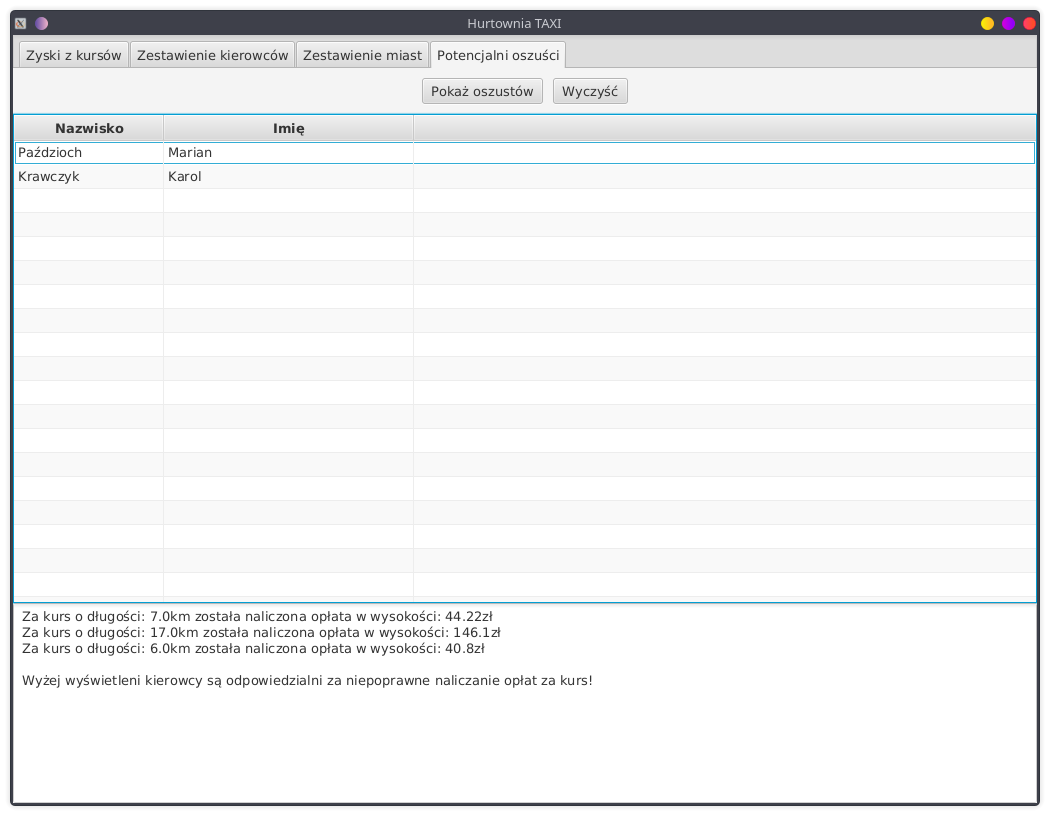 Hurtownia TAXI
Zyski z kursów Zestawienie kierowców Zestawienie miast Potencjalni oszuści
Pokaż oszustów Wyczyść
Nazwisko Imię
Paździoch Marian
Krawczyk Karol
Za kurs o długości: 7.0km została naliczona opłata w wysokości: 44.22zł
Za kurs o długości: 17.0km została naliczona opłata w wysokości: 146.1zł
Za kurs o długości: 6.0km została naliczona opłata w wysokości: 40.8zł
Wyżej wyświetleni kierowcy są odpowiedzialni za niepoprawne naliczanie opłat za kurs!